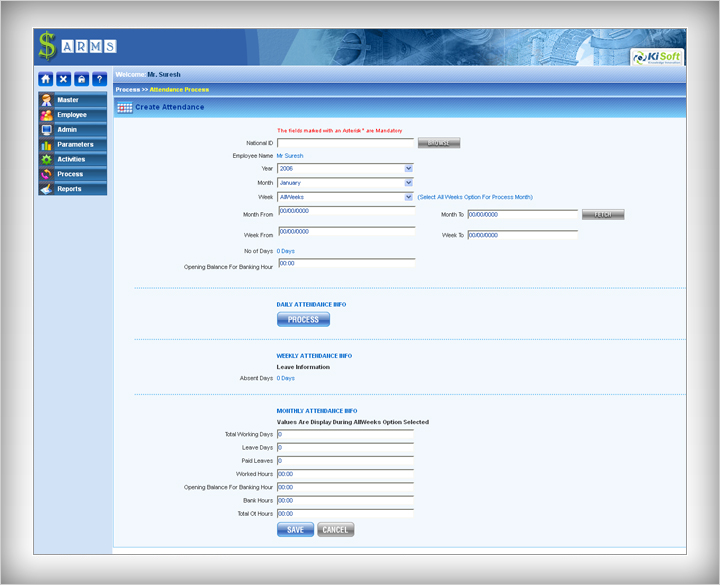 $ ARMS
Ki Soft
Knowledge Innovation
Welcome: Mr. Suresh
Process >> Attendance Process
?
Master
Employee
Admin
Parameters
Activities
Process
Reports
Create Attendance
The fields marked with an Asterisk* are Mandatory
National ID BROWSE
Employee Name Mr Suresh
Year 2006
Month January
Week AllWeeks (Select All Weeks Option For Process Month)
Month From 00/00/0000 Month To 00/00/0000 FETCH
Week From 00/00/0000 Week To 00/00/0000
No of Days 0 Days
Opening Balance For Banking Hour 00:00
DAILY ATTENDANCE INFO
PROCESS
WEEKLY ATTENDANCE INFO
Leave Information
Absent Days 0 Days
MONTHLY ATTENDANCE INFO
Values Are Display During AllWeeks Option Selected
Total Working Days 0
Leave Days 0
Paid Leaves 0
Worked Hours 00:00
Opening Balance For Banking Hour 00:00
Bank Hours 00:00
Total Ot Hours 00:00
SAVE CANCEL